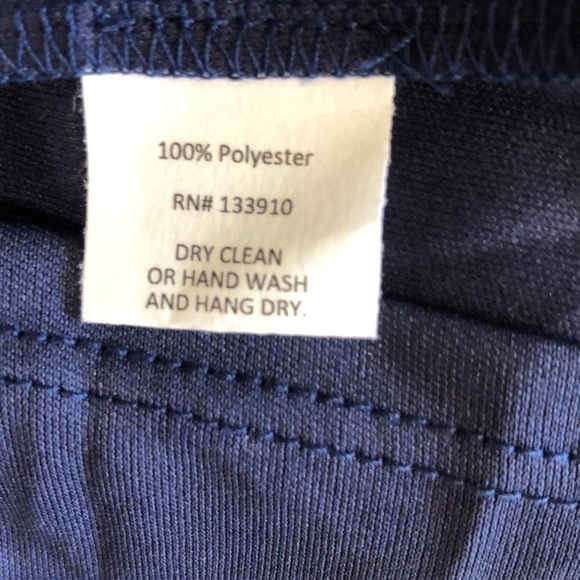 100% Polyester
RN# 133910
DRY CLEAN
OR HAND WASH
AND HANG DRY.